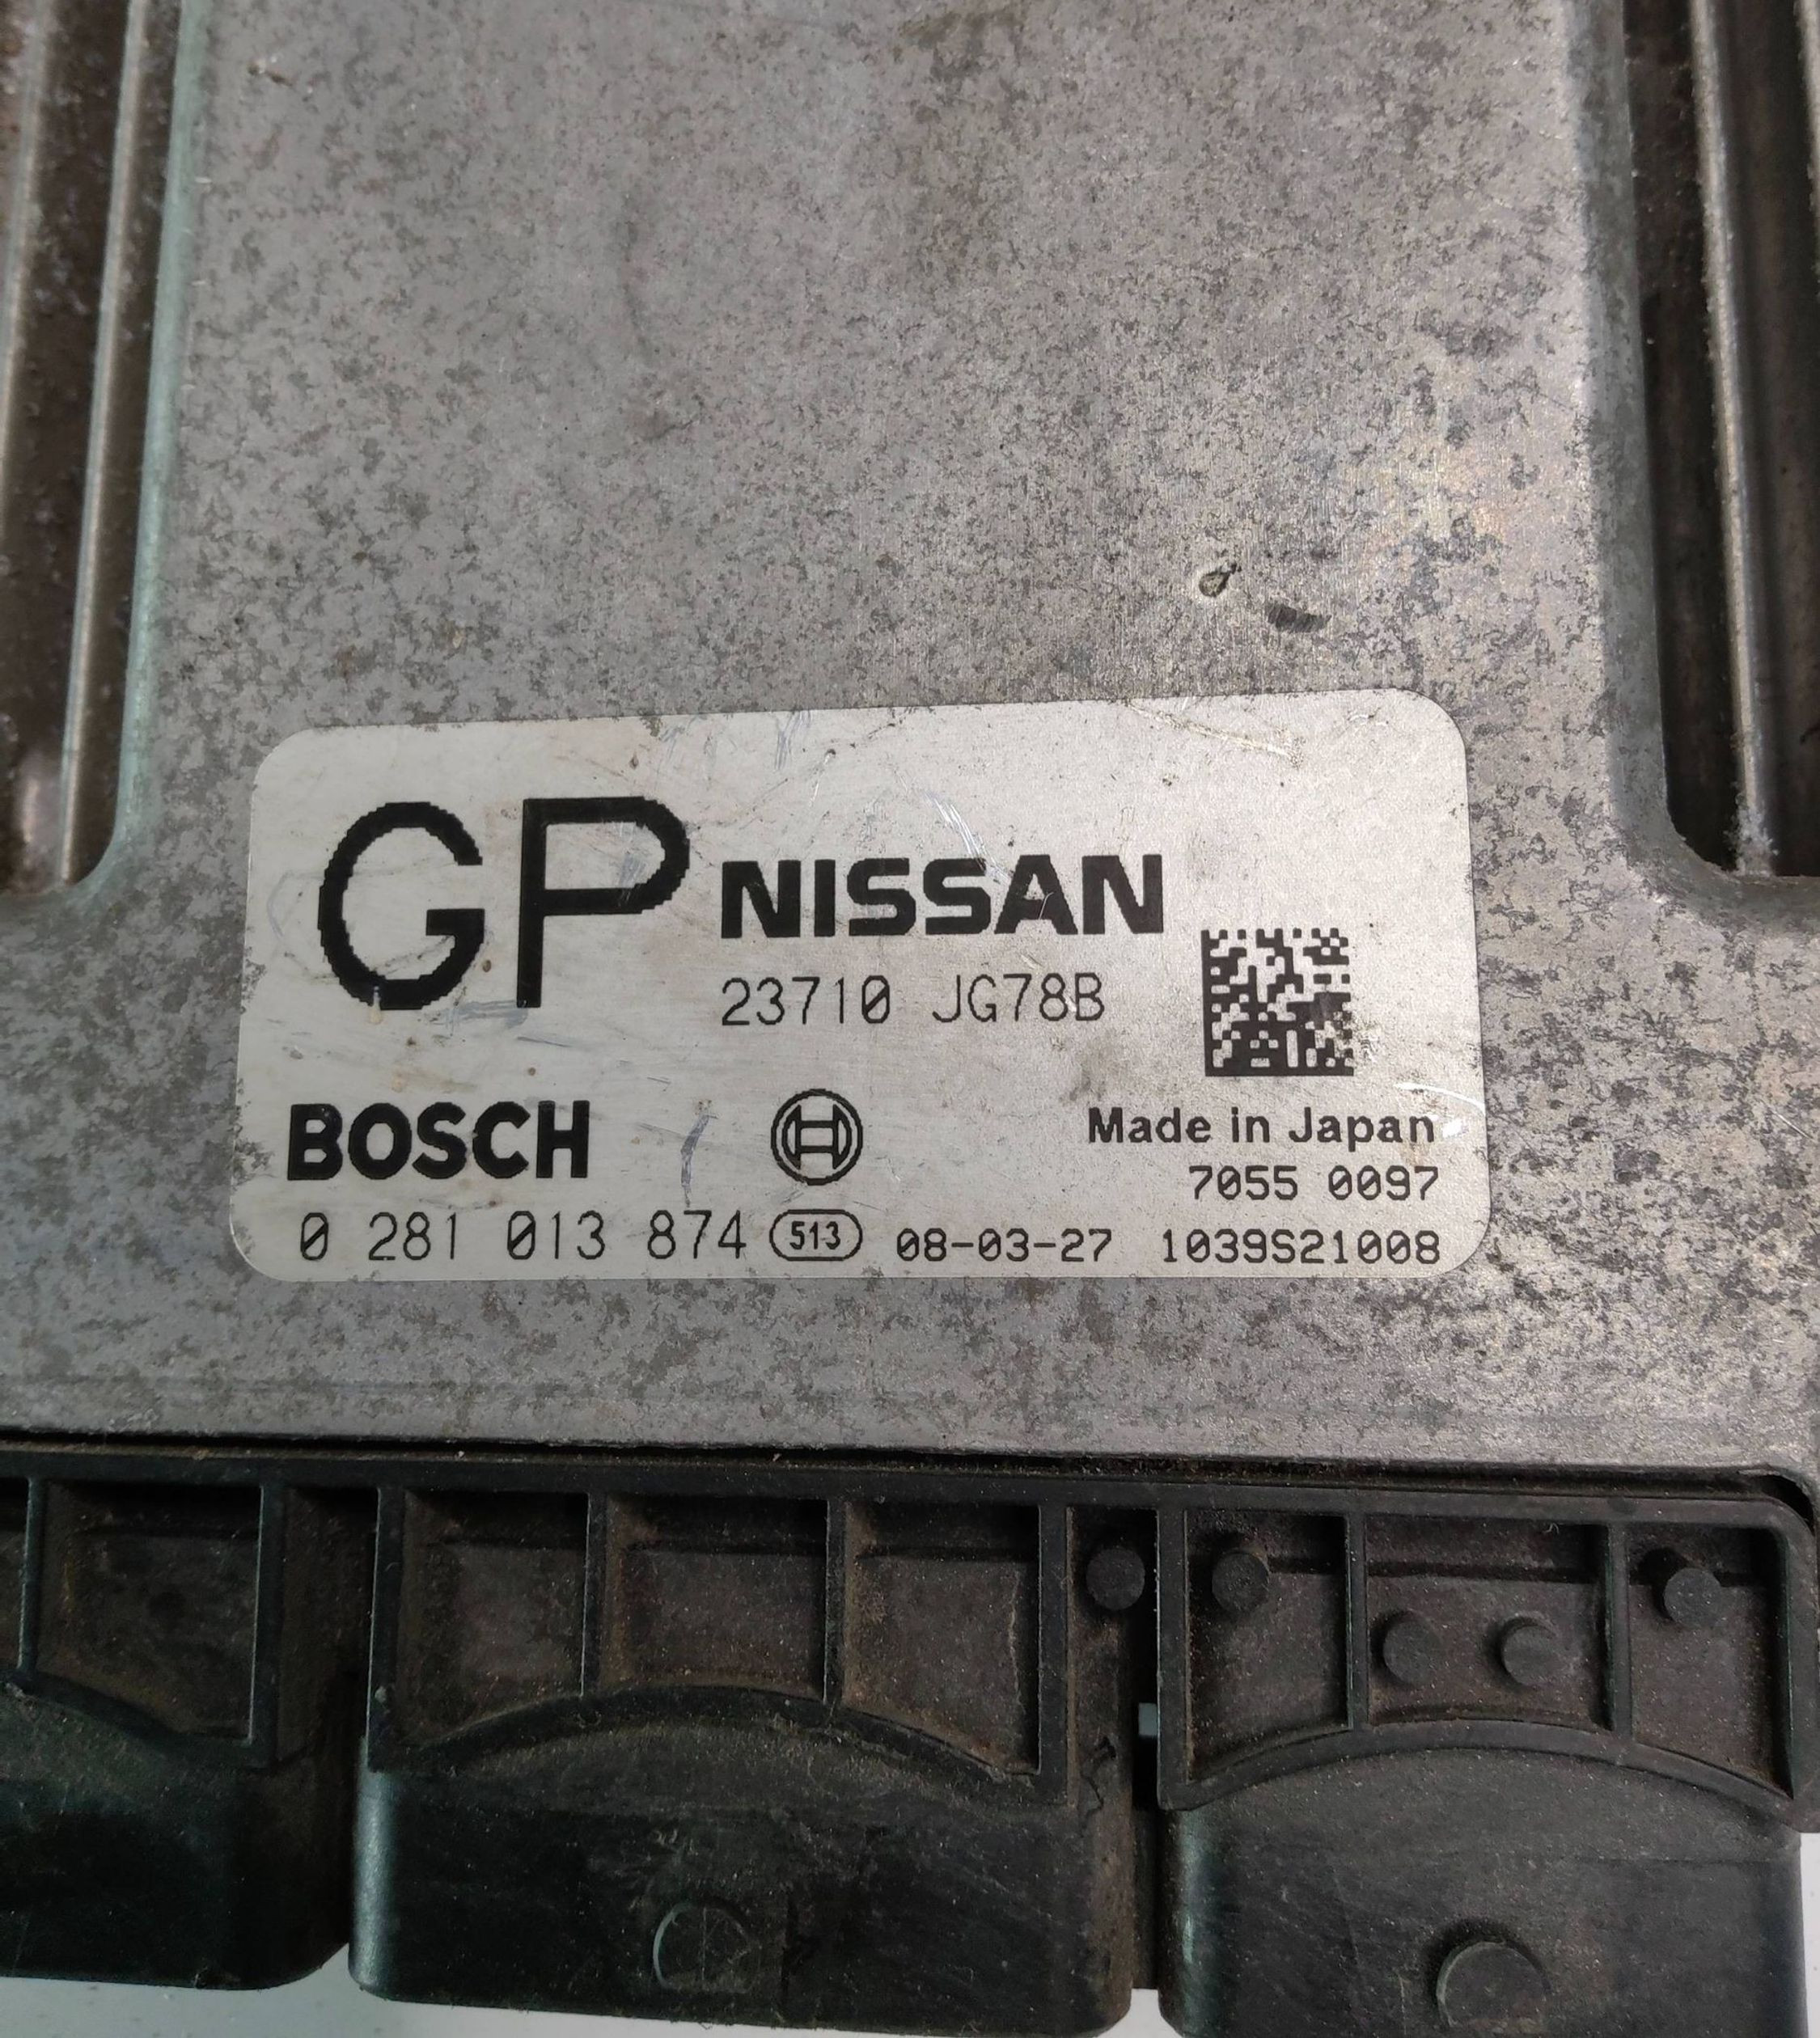 GP NISSAN
23710 JG78B
BOSCH
Made in Japan
7055 0097
0 281 013 874 513 08-03-27 1039S21008